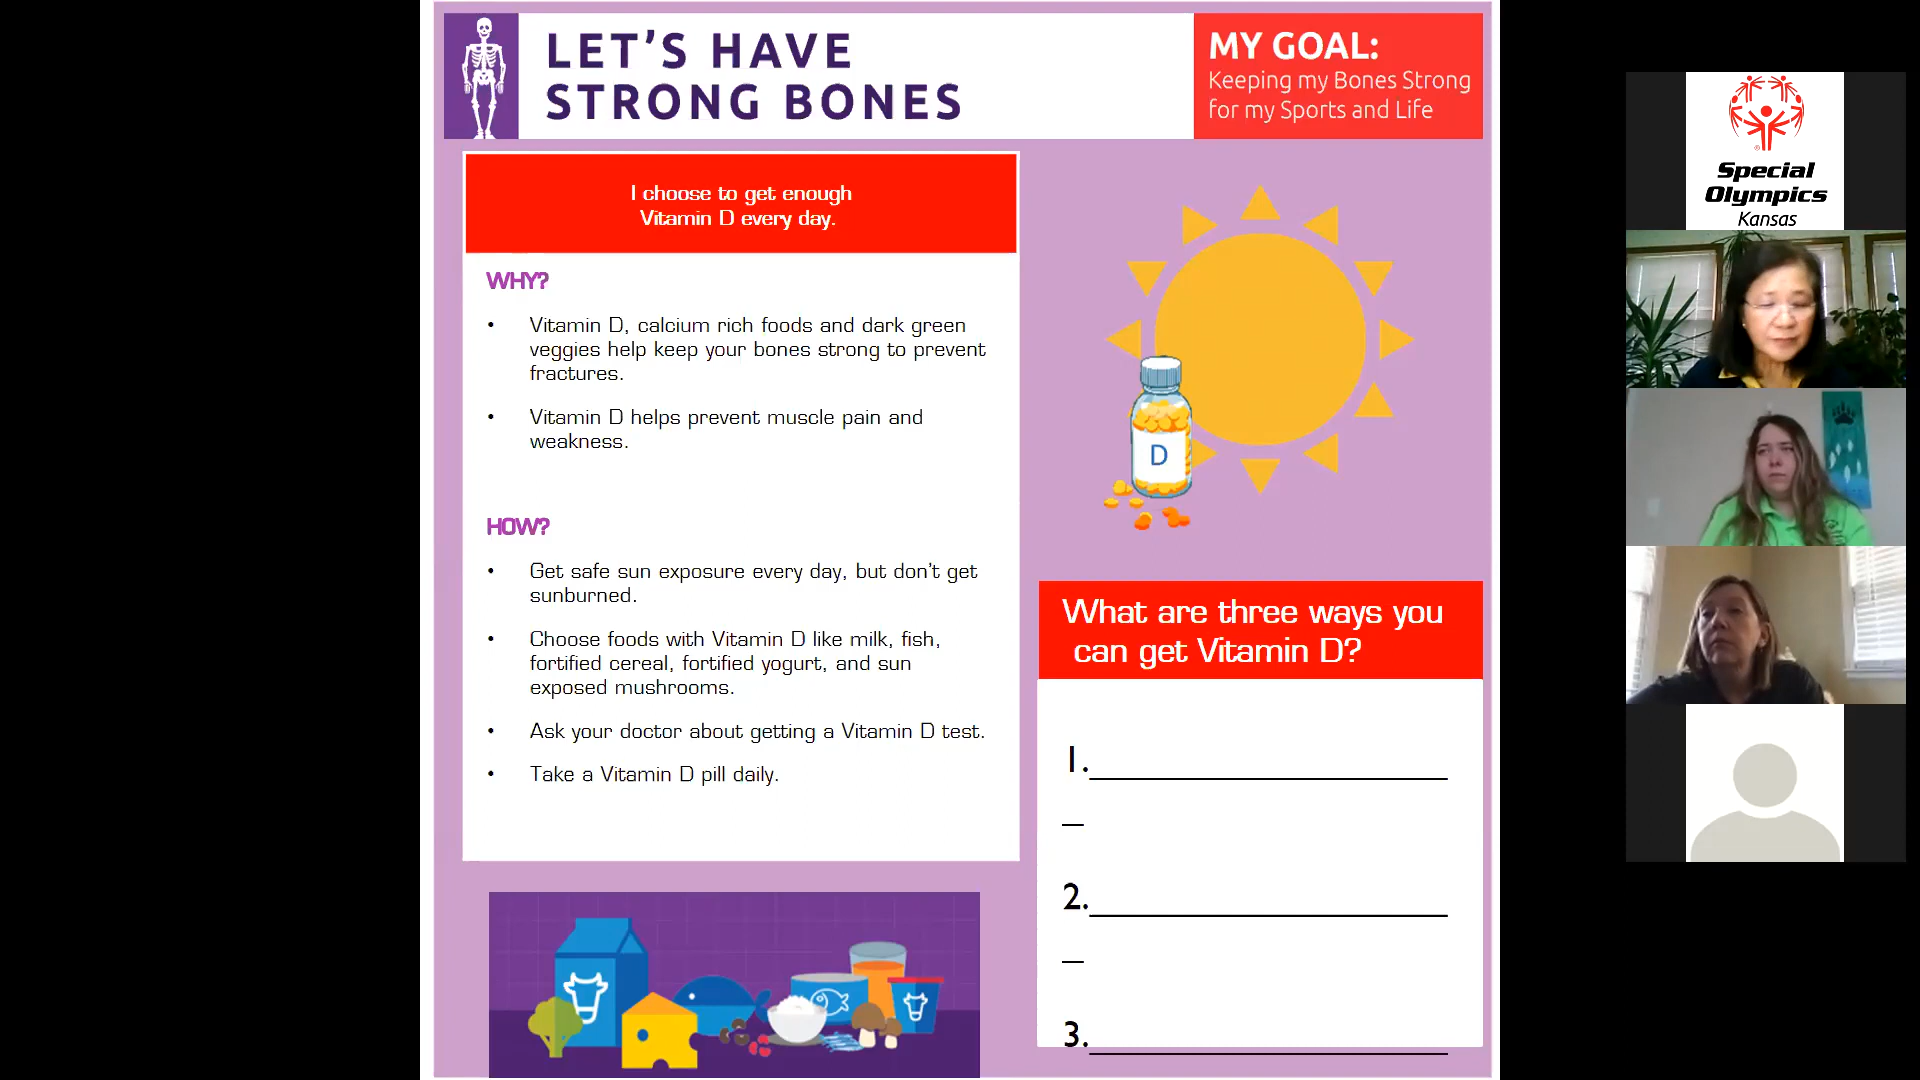 LET'S HAVE
STRONG BONES
MY GOAL:
Keeping my Bones Strong
for my Sports and Life
I choose to get enough
Vitamin D every day.
WHY?
• Vitamin D, calcium rich foods and dark green
veggies help keep your bones strong to prevent
fractures.
• Vitamin D helps prevent muscle pain and
weakness.
HOW?
• Get safe sun exposure every day, but don't get
sunburned.
• Choose foods with Vitamin D like milk, fish,
fortified cereal, fortified yogurt, and sun
exposed mushrooms.
• Ask your doctor about getting a Vitamin D test.
• Take a Vitamin D pill daily.
D
What are three ways you
can get Vitamin D?
1.
2.
3.
Special
Olympics
Kansas